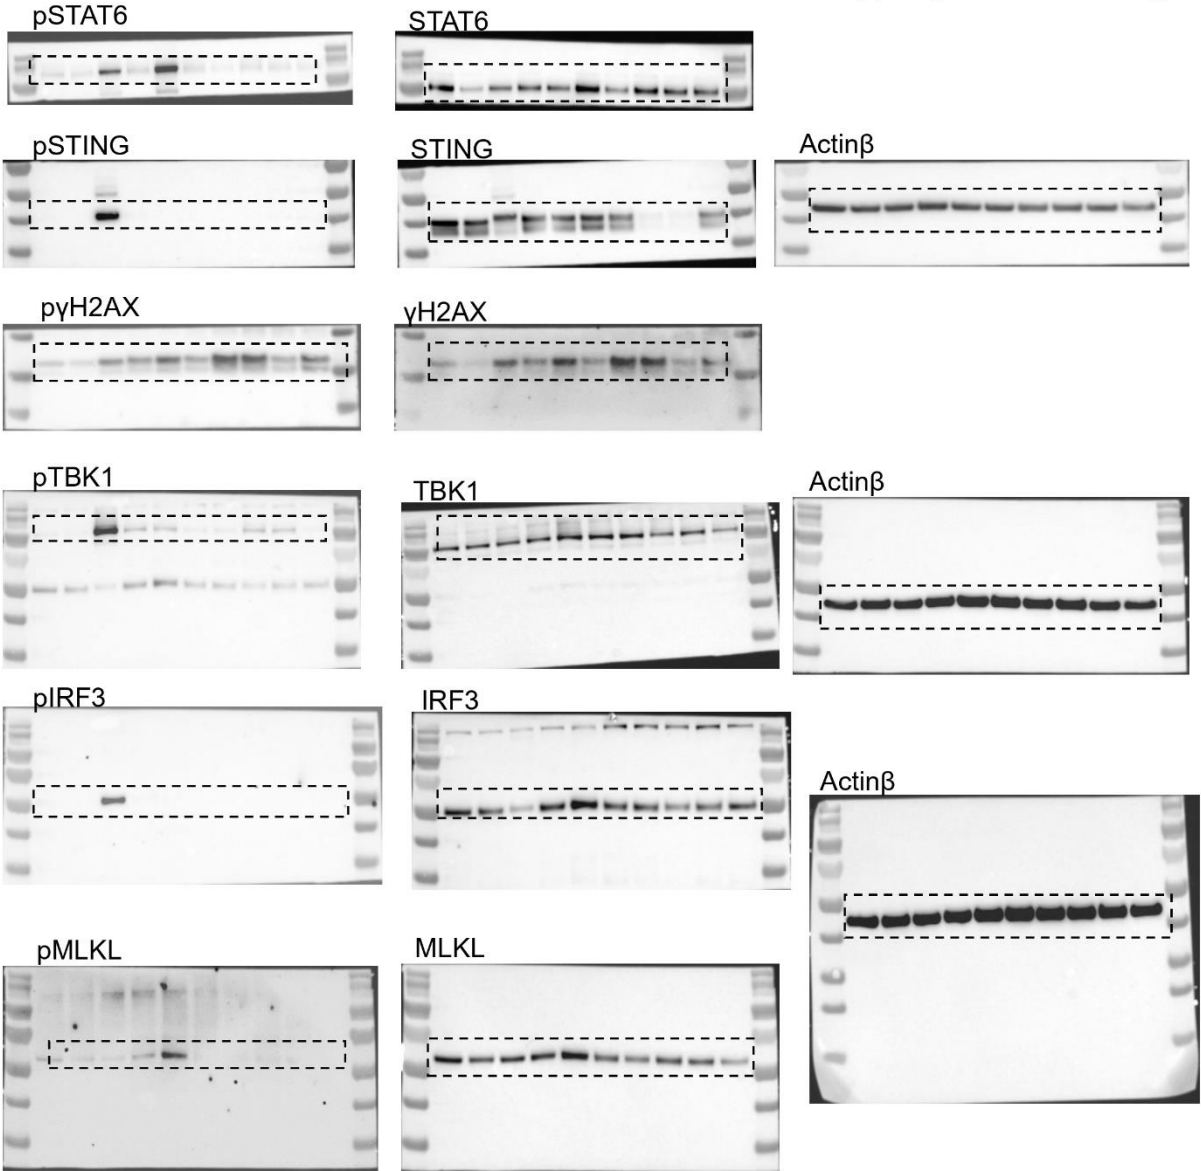 pSTAT6
STAT6
pSTING
STING
Actinβ
pγH2AX
γH2AX
pTBK1
TBK1
Actinβ
pIRF3
IRF3
Actinβ
pMLKL
MLKL